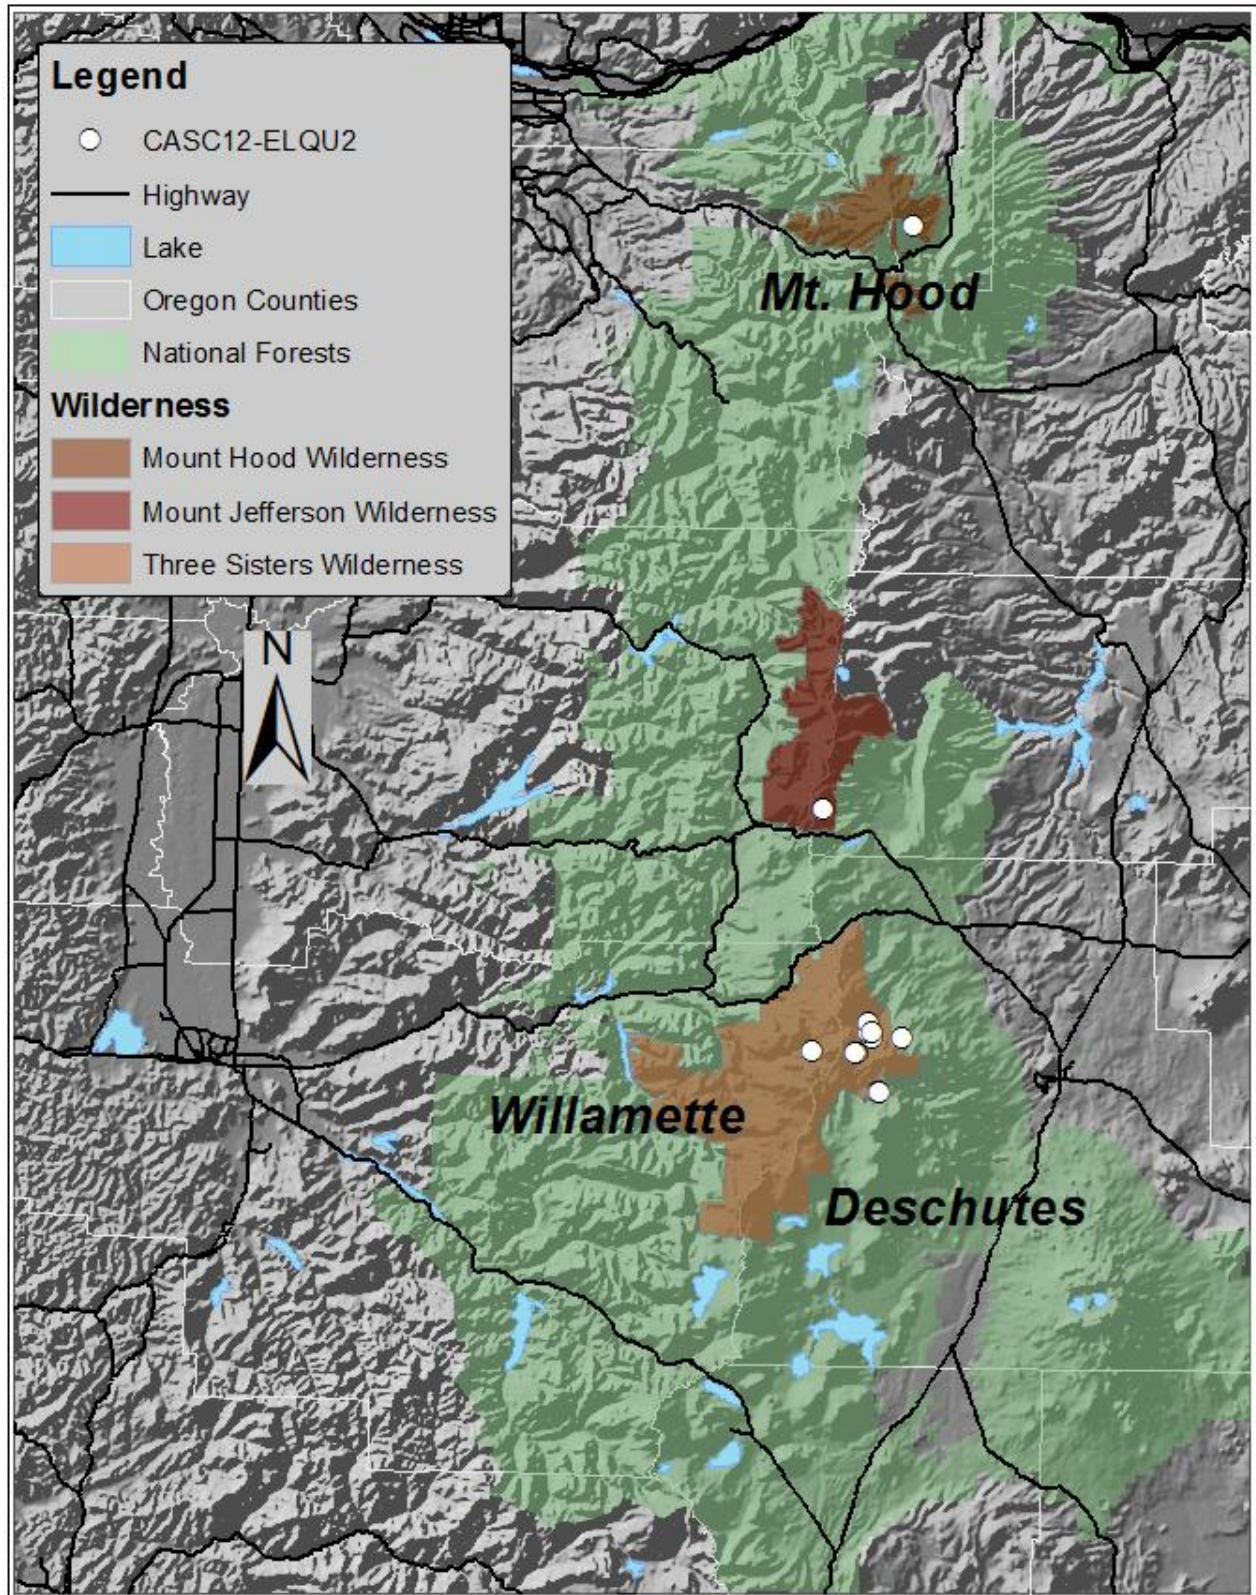 Legend
CASC12-ELQU2
Highway
Lake
Oregon Counties
National Forests
Wilderness
Mount Hood Wilderness
Mount Jefferson Wilderness
Three Sisters Wilderness
N
Mt. Hood
Willamette
Deschutes